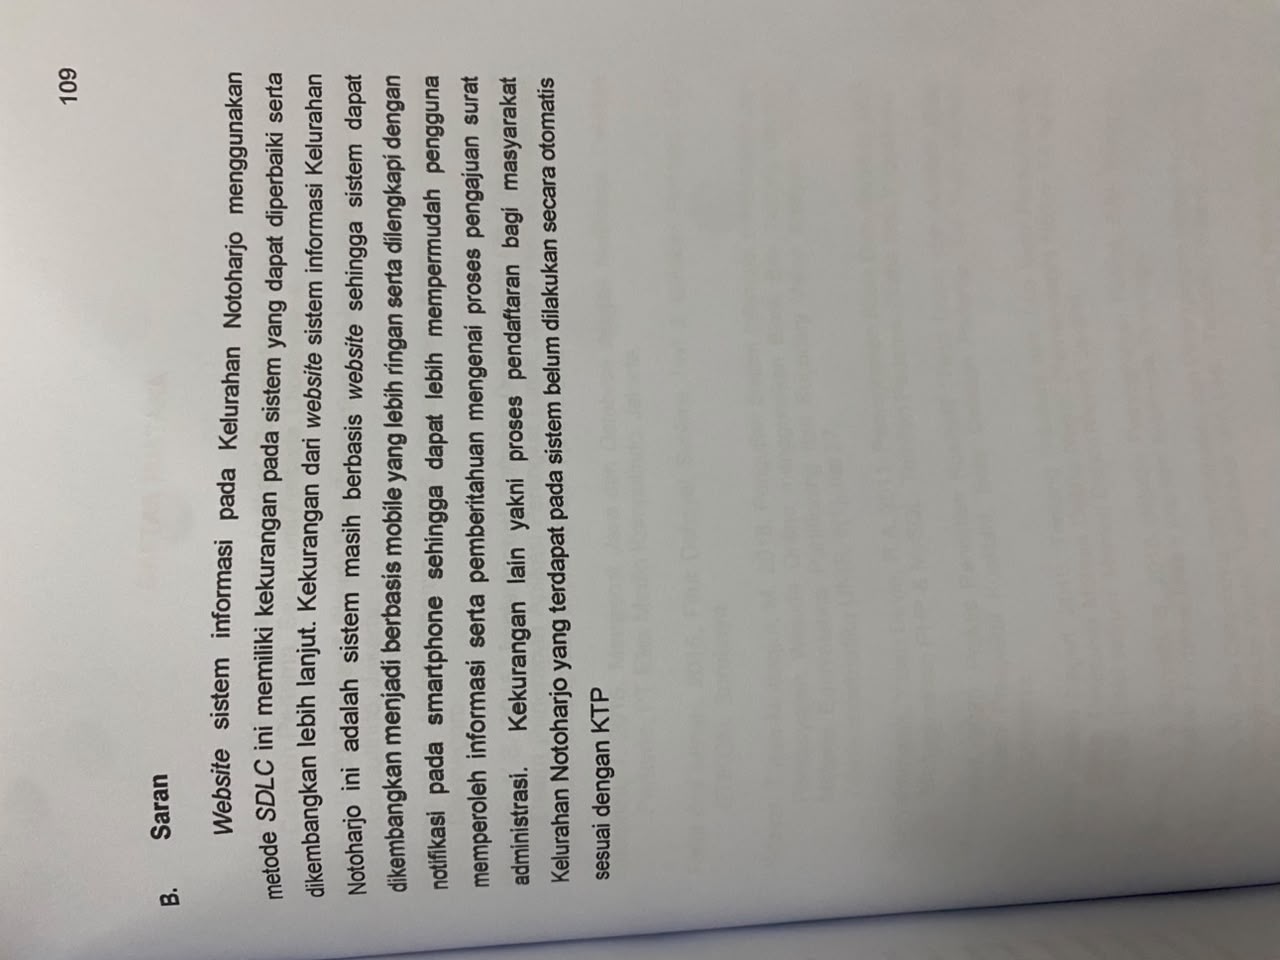 109
B. Saran
Website sistem informasi pada Kelurahan Notoharjo menggunakan
metode SDLC ini memiliki kekurangan pada sistem yang dapat diperbaiki serta
dikembangkan lebih lanjut. Kekurangan dari website sistem informasi Kelurahan
Notoharjo ini adalah sistem masih berbasis website sehingga sistem dapat
dikembangkan menjadi berbasis mobile yang lebih ringan serta dilengkapi dengan
notifikasi pada smartphone sehingga dapat lebih mempermudah pengguna
memperoleh informasi serta pemberitahuan mengenai proses pengajuan surat
administrasi. Kekurangan lain yakni proses pendaftaran bagi masyarakat
Kelurahan Notoharjo yang terdapat pada sistem belum dilakukan secara otomatis
sesuai dengan KTP